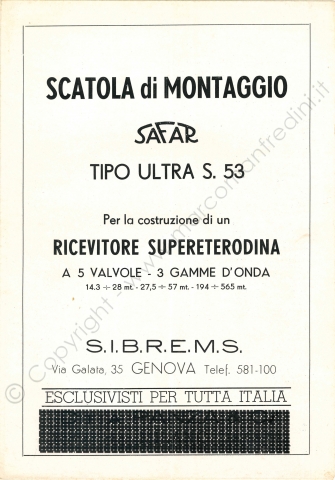 SCATOLA di MONTAGGIO
SAFAR
TIPO ULTRA S. 53
Per la costruzione di un
RICEVITORE SUPERETERODINA
A 5 VALVOLE - 3 GAMME D'ONDA
14.3 ÷ 28 mt. - 27,5 ÷ 57 mt. - 194 ÷ 565 mt.
S.I.B.R.E.M.S.
Via Galata, 35 GENOVA Telef. 581-100
ESCLUSIVISTI PER TUTTA ITALIA
© Copyright - www.marcomanfredini.it